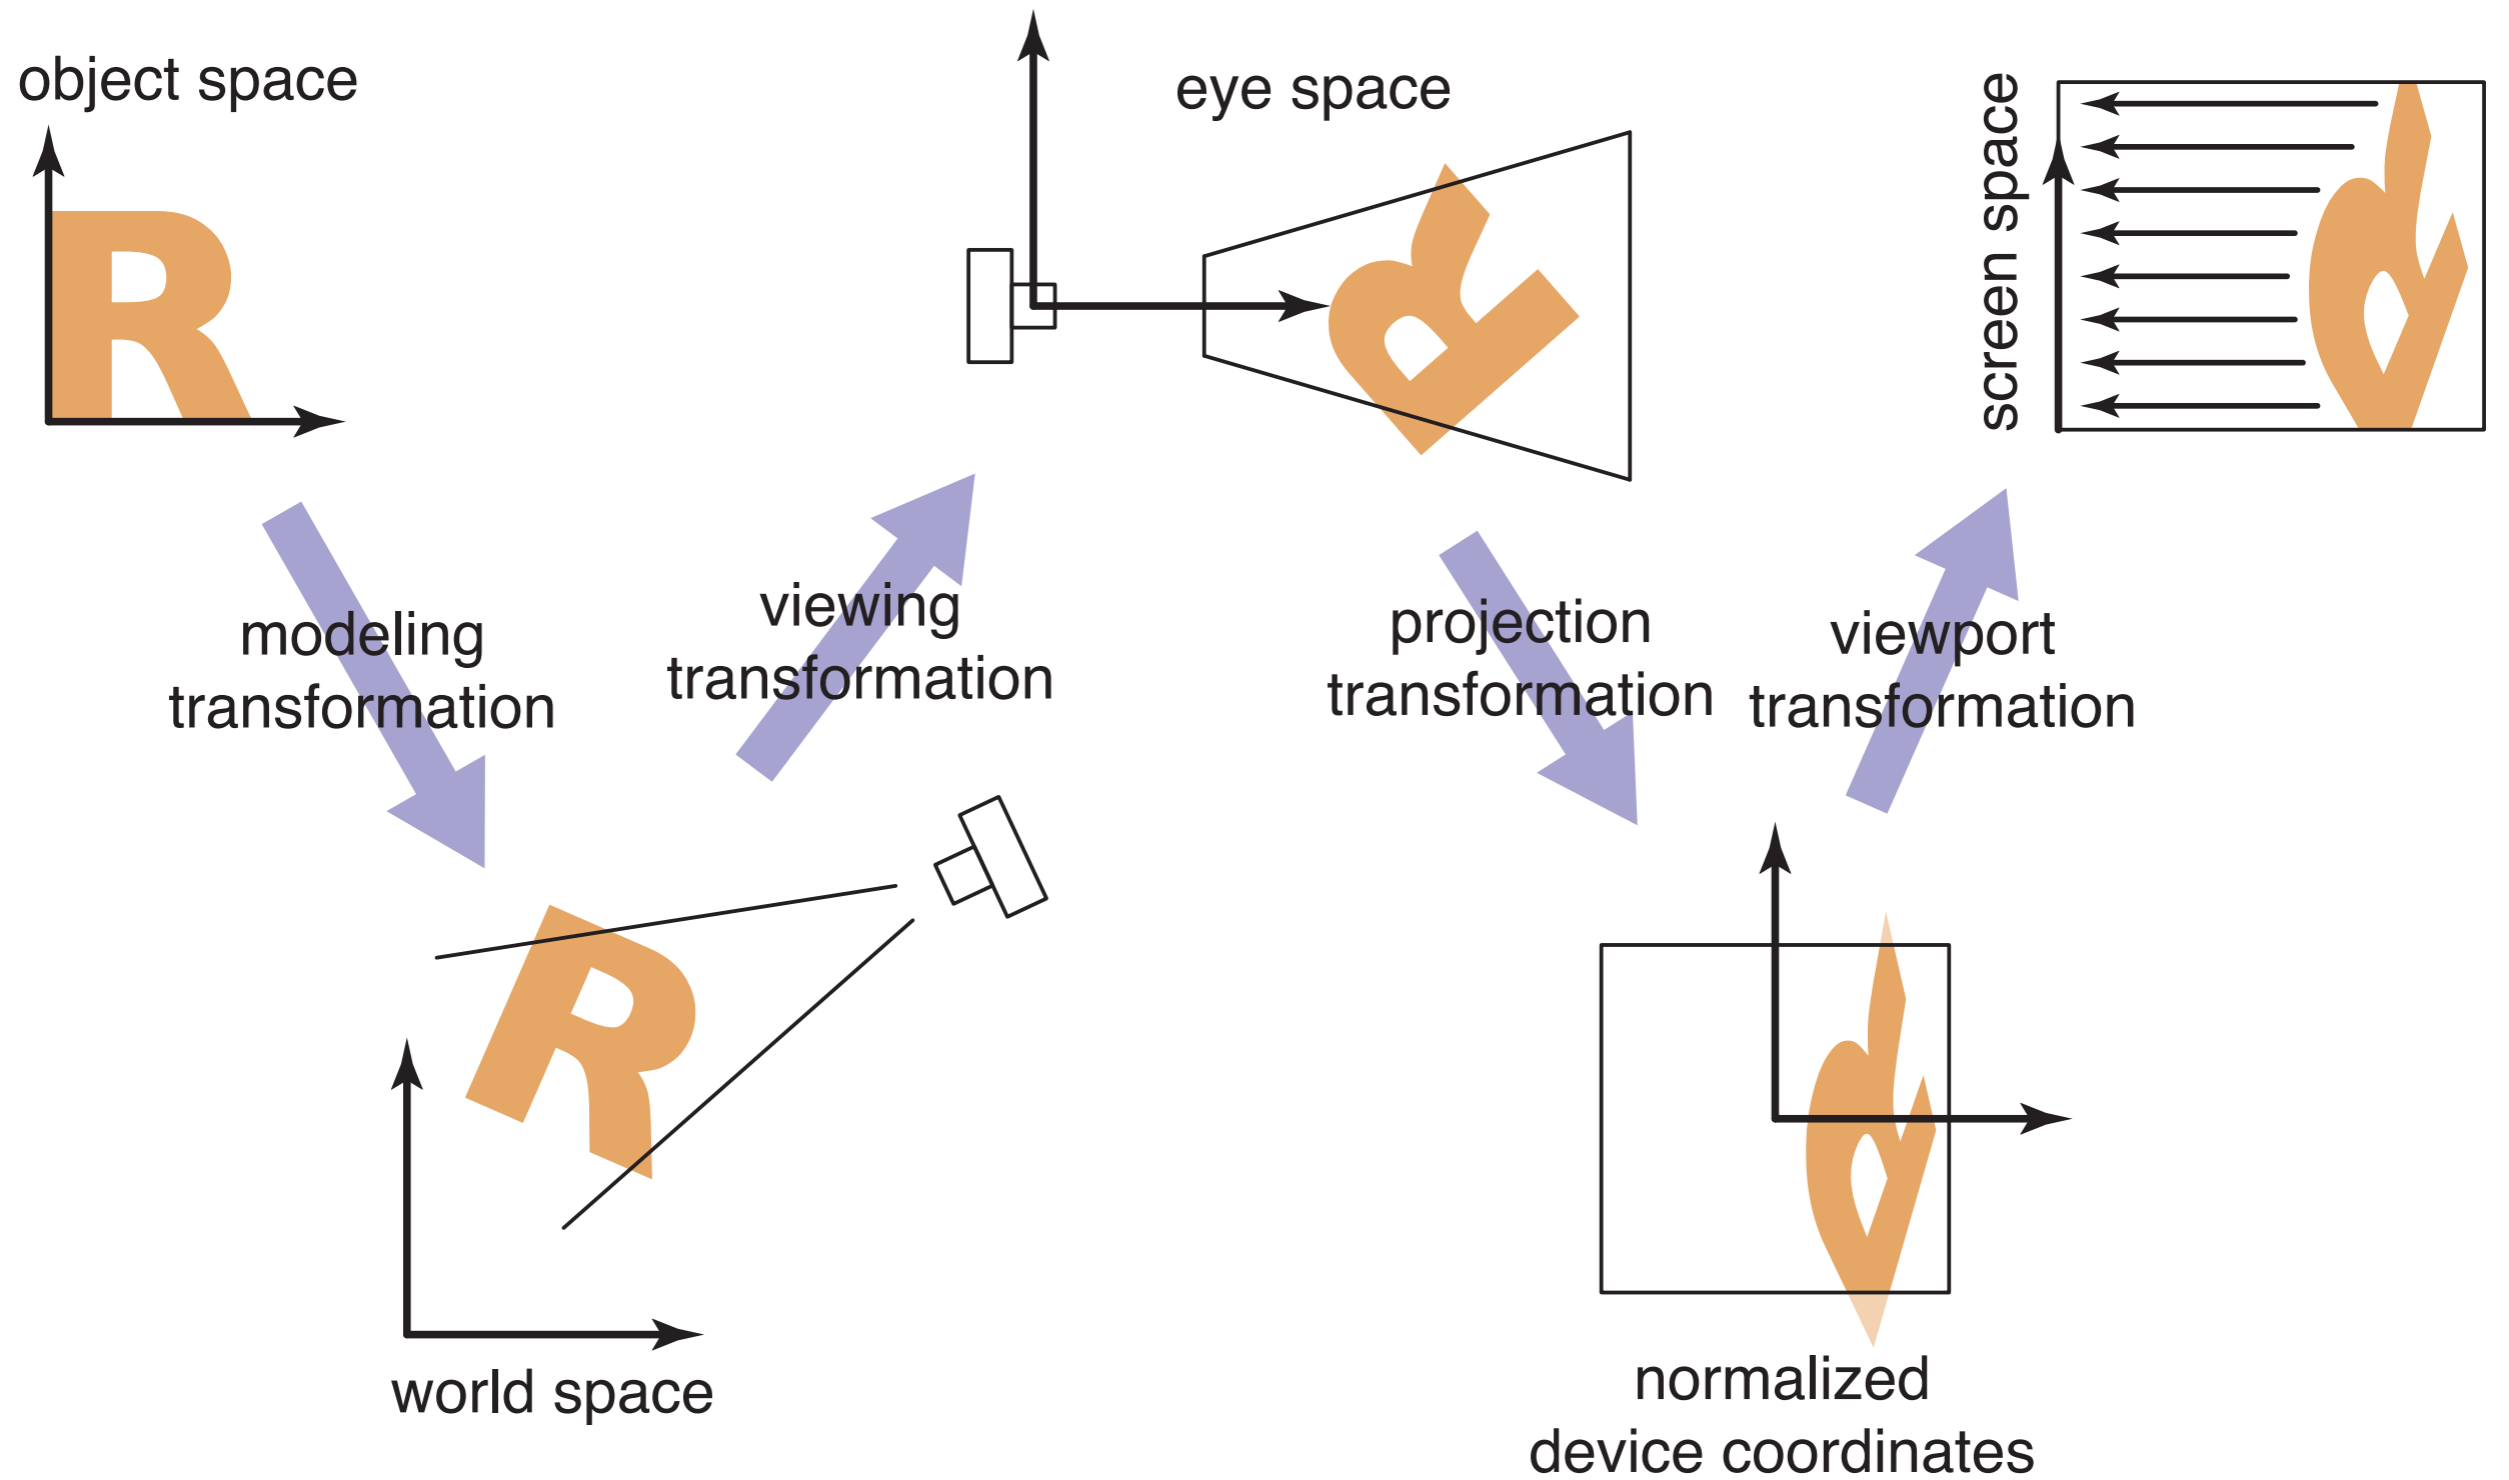 object space
eye space
screen space
modeling
transformation
viewing
transformation
projection
transformation
viewport
transformation
world space
normalized
device coordinates